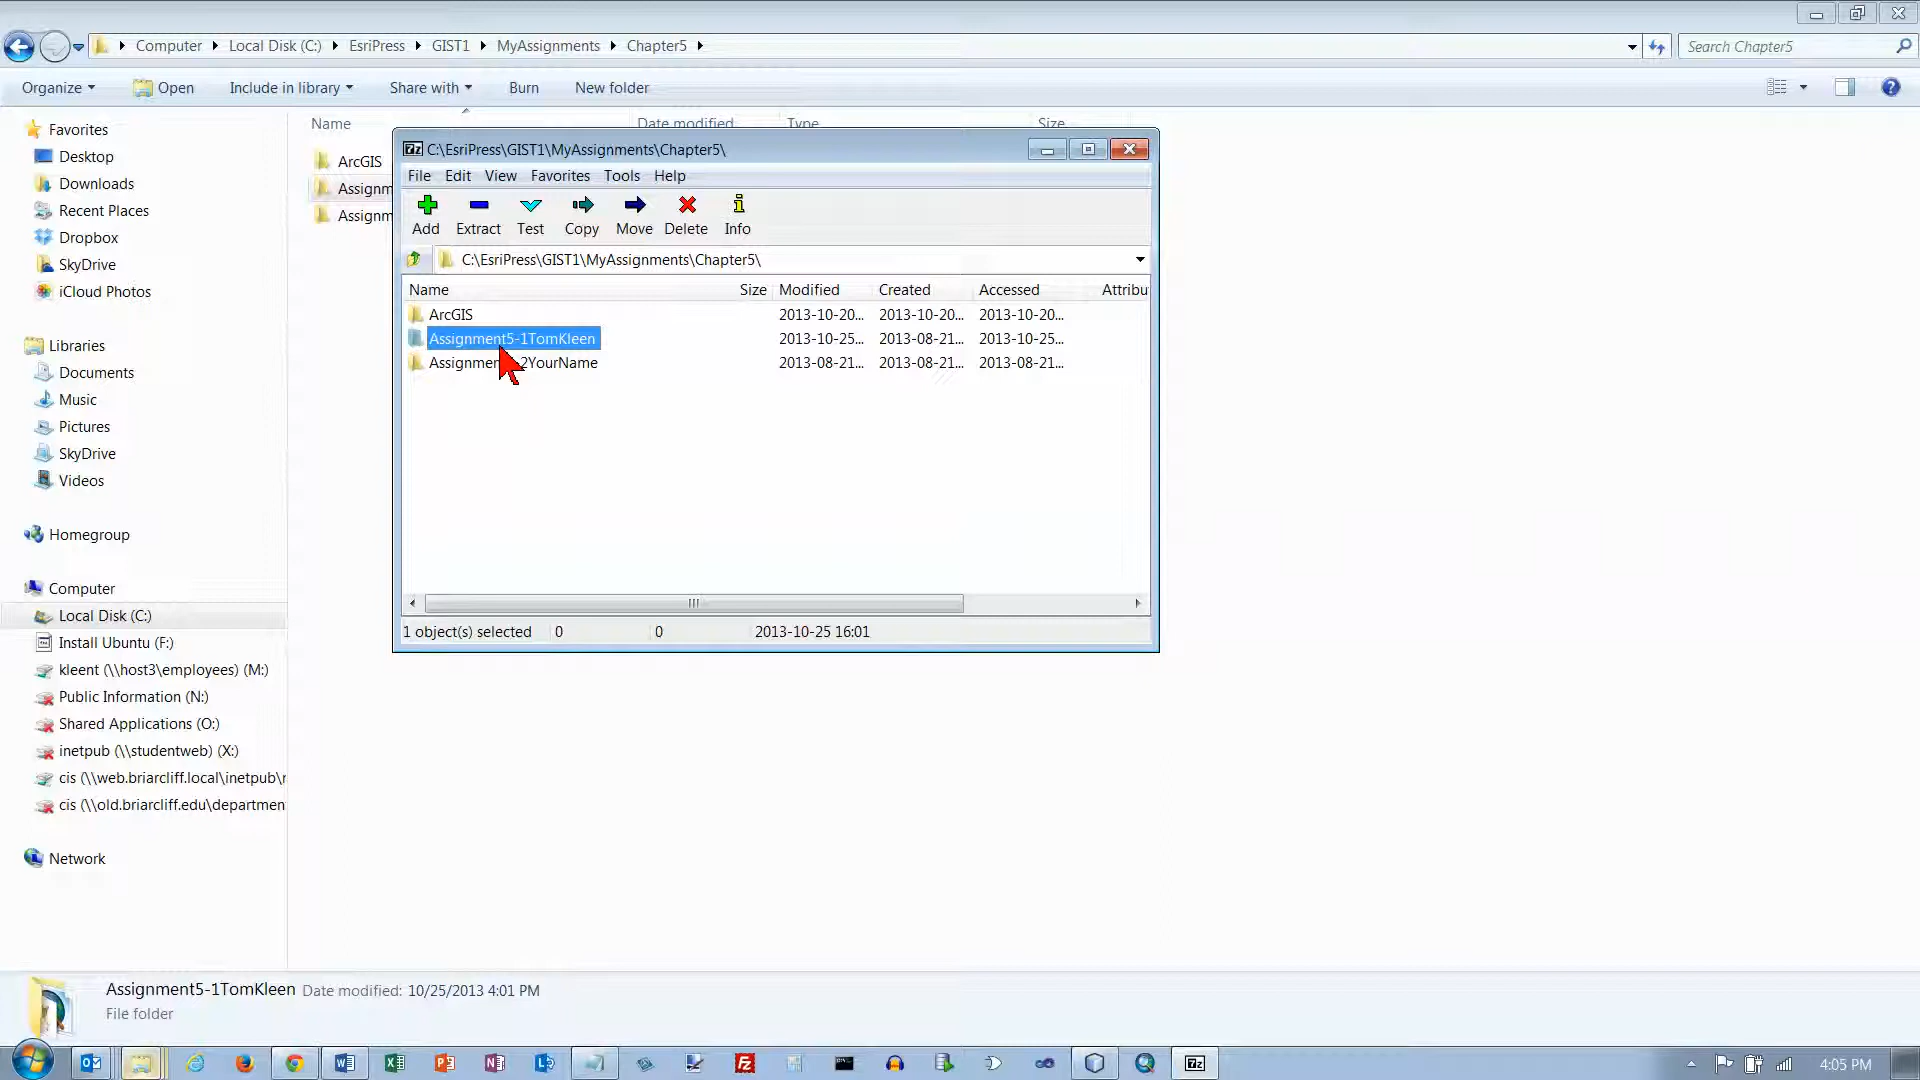 Computer Local Disk (C:) EsriPress GIST1 MyAssignments Chapter5
Search Chapter5
Organize Open Include in library Share with Burn New folder
Name Date modified Type Size
ArcGIS
Assignm
Assignm
Favorites
Desktop
Downloads
Recent Places
Dropbox
SkyDrive
iCloud Photos
Libraries
Documents
Music
Pictures
SkyDrive
Videos
Homegroup
Computer
Local Disk (C:)
Install Ubuntu (F:)
kleent (\\host3\employees) (M:)
Public Information (N:)
Shared Applications (O:)
inetpub (\\studentweb) (X:)
cis (\\web.briarcliff.local\inetpub\r
cis (\\old.briarcliff.edu\departmen
Network
7z C:\EsriPress\GIST1\MyAssignments\Chapter5\
File Edit View Favorites Tools Help
Add Extract Test Copy Move Delete Info
C:\EsriPress\GIST1\MyAssignments\Chapter5\
Name Size Modified Created Accessed Attribu
ArcGIS 2013-10-20... 2013-10-20... 2013-10-20...
Assignment5-1TomKleen 2013-10-25... 2013-08-21... 2013-10-25...
Assignmen 2YourName 2013-08-21... 2013-08-21... 2013-08-21...
1 object(s) selected 0 0 2013-10-25 16:01
Assignment5-1TomKleen Date modified: 10/25/2013 4:01 PM
File folder
4:05 PM